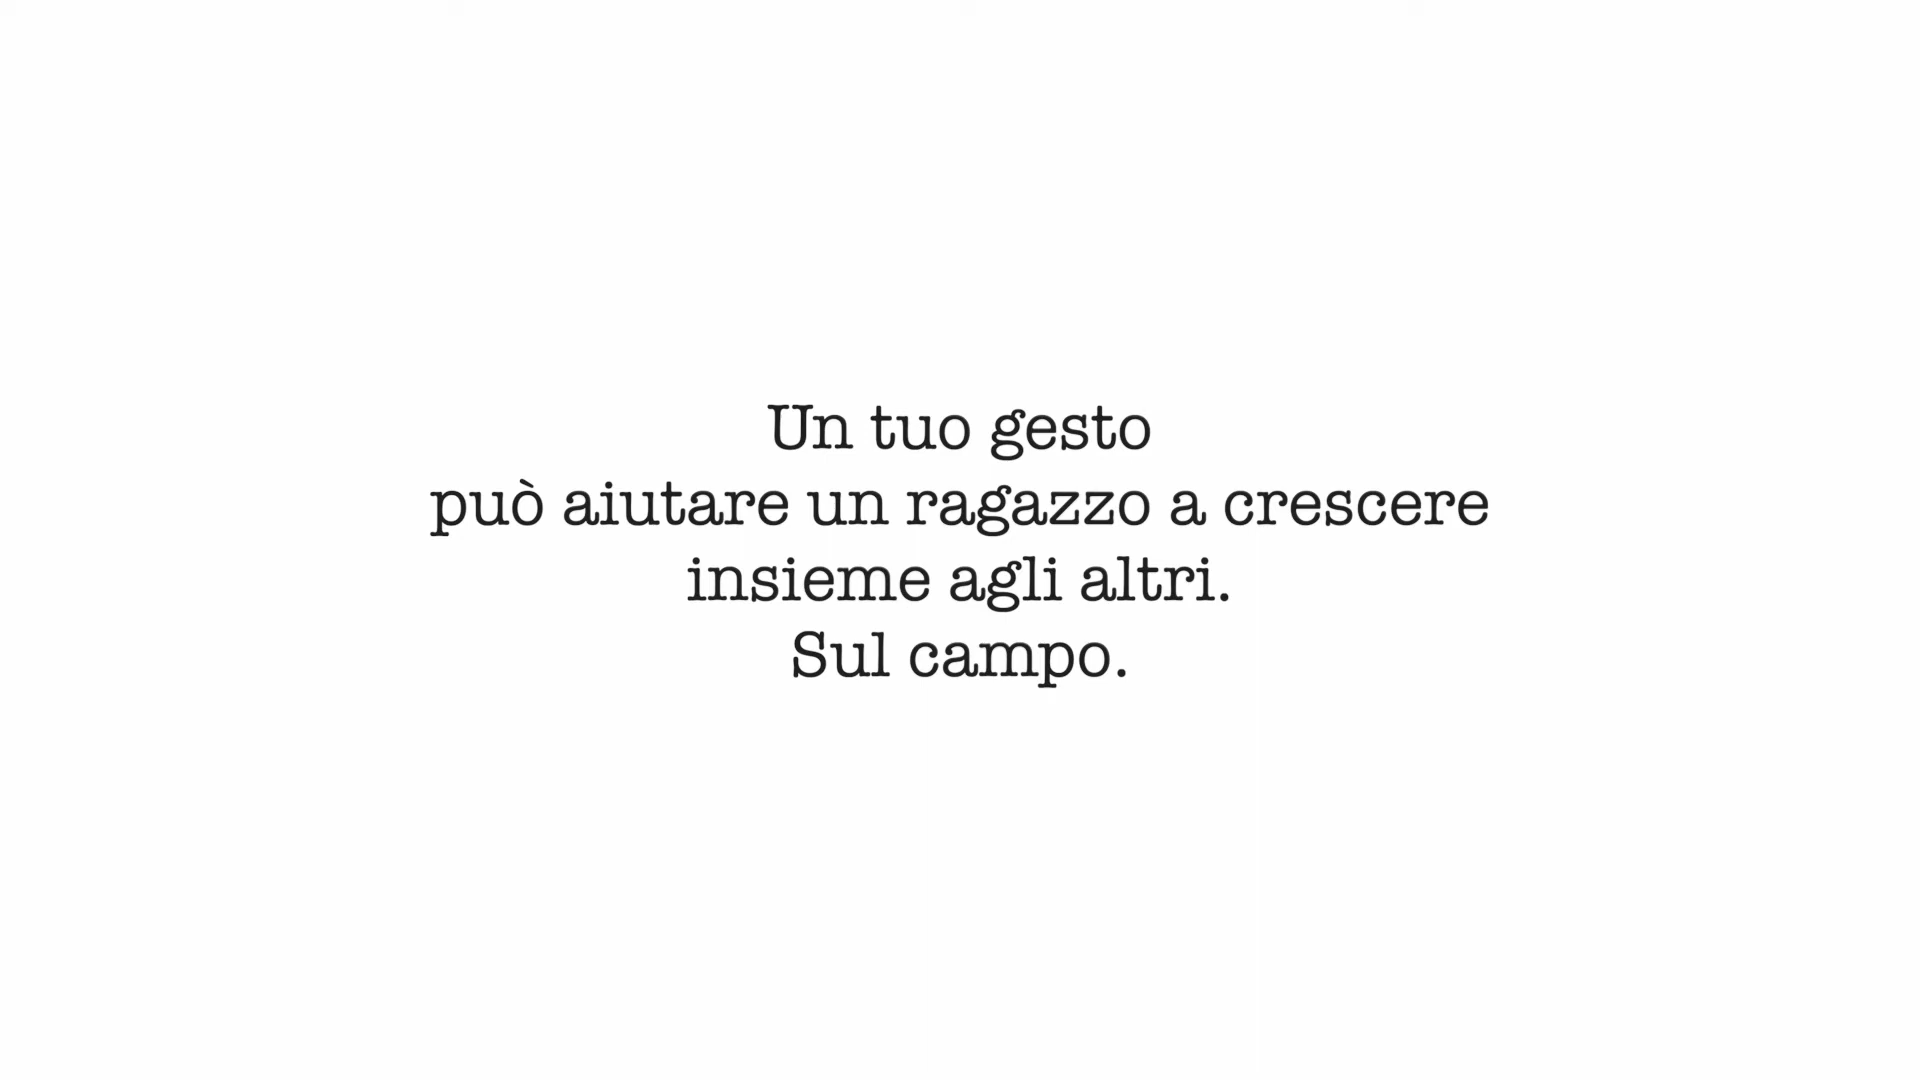 Un tuo gesto
può aiutare un ragazzo a crescere
insieme agli altri.
Sul campo.